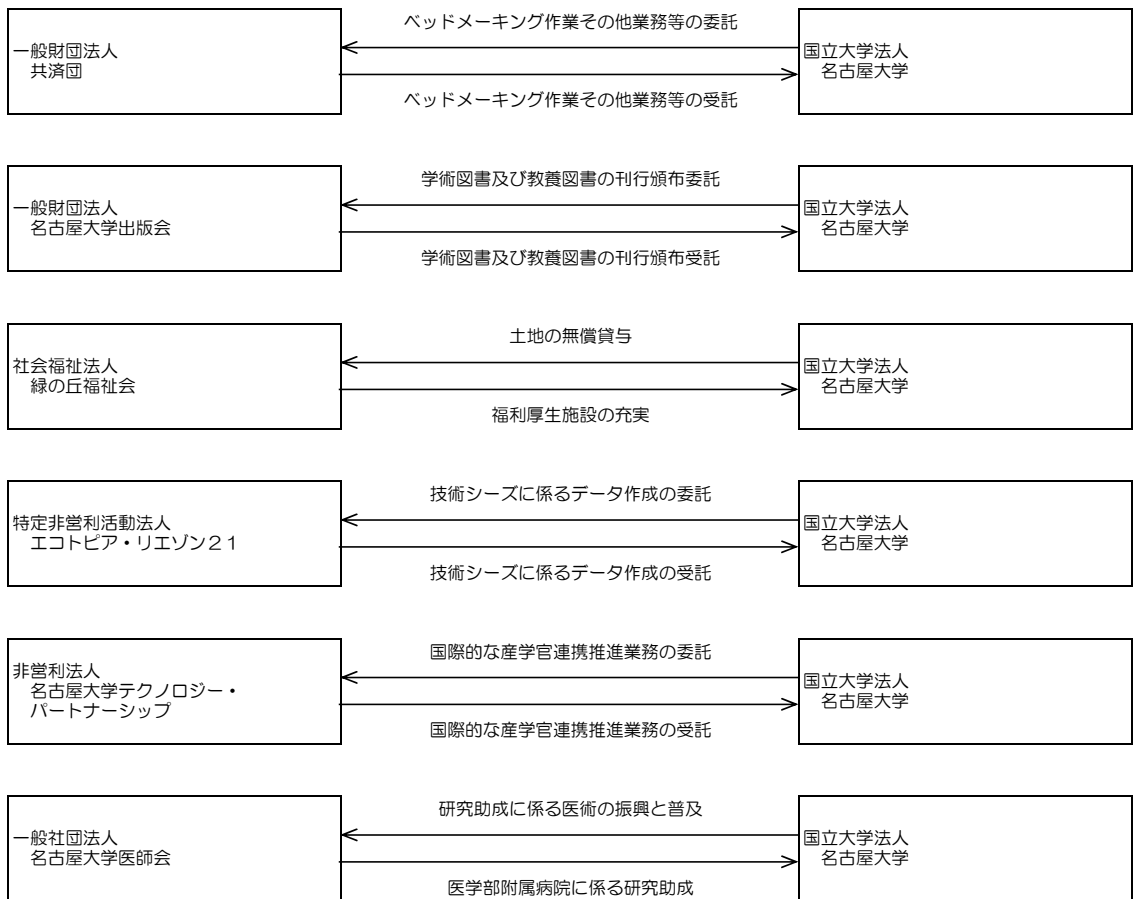 ベッドメーキング作業その他業務等の委託
一般財団法人
共済団
国立大学法人
名古屋大学
ベッドメーキング作業その他業務等の受託
学術図書及び教養図書の刊行頒布委託
一般財団法人
名古屋大学出版会
国立大学法人
名古屋大学
学術図書及び教養図書の刊行頒布受託
土地の無償貸与
社会福祉法人
緑の丘福祉会
国立大学法人
名古屋大学
福利厚生施設の充実
技術シーズに係るデータ作成の委託
特定非営利活動法人
エコトピア・リエゾン２１
国立大学法人
名古屋大学
技術シーズに係るデータ作成の受託
国際的な産学官連携推進業務の委託
非営利法人
名古屋大学テクノロジー・
パートナーシップ
国立大学法人
名古屋大学
国際的な産学官連携推進業務の受託
研究助成に係る医術の振興と普及
一般社団法人
名古屋大学医師会
国立大学法人
名古屋大学
医学部附属病院に係る研究助成